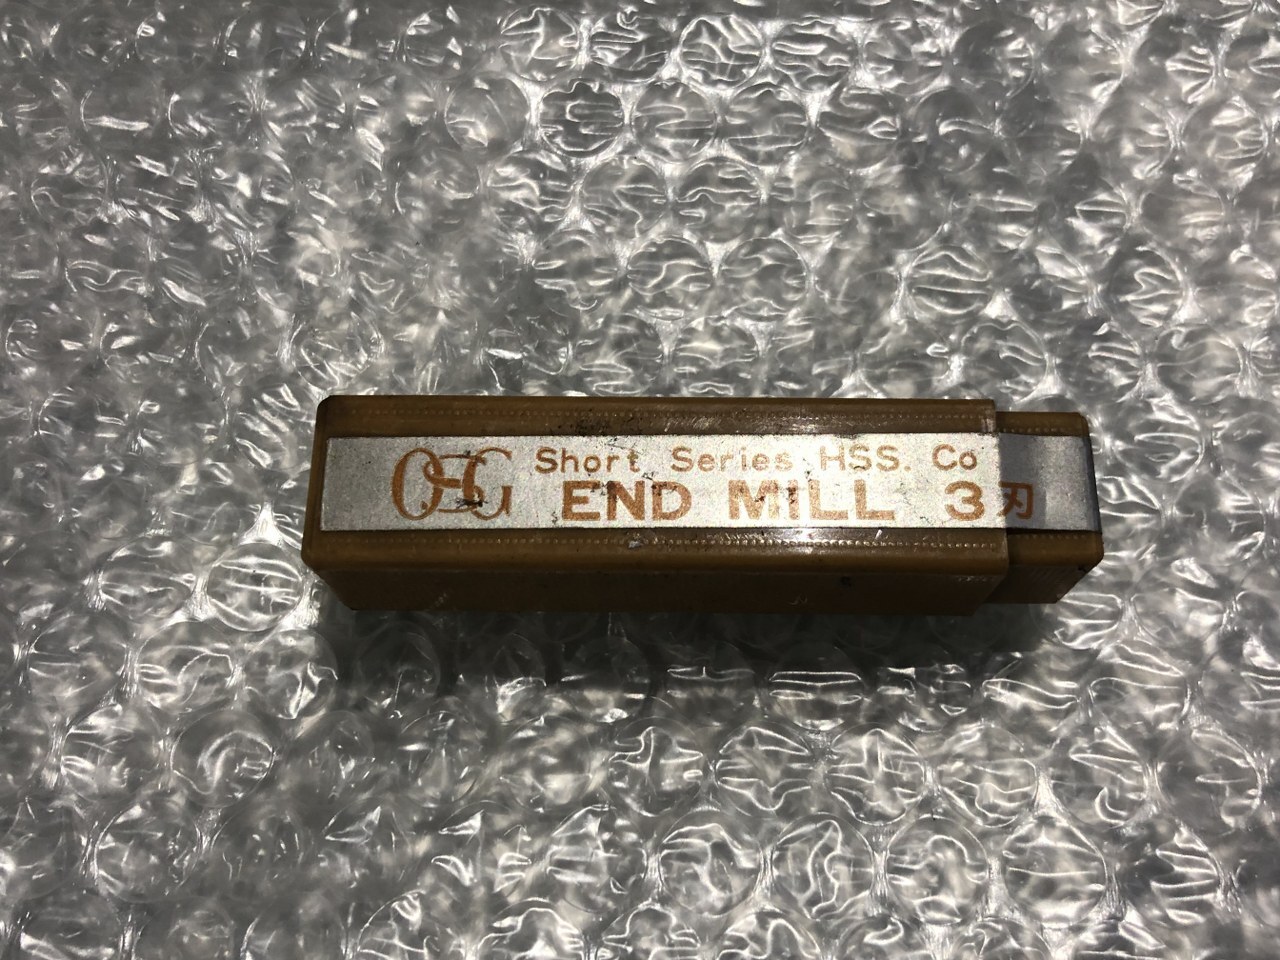 OSG Short Series HSS. Co
END MILL 3刃